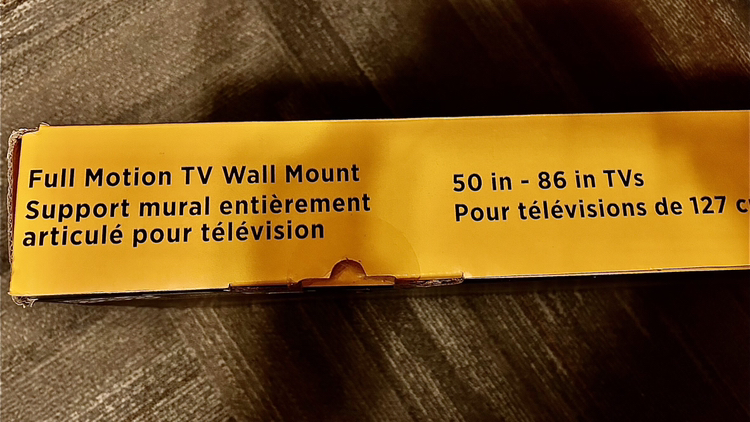 Full Motion TV Wall Mount
Support mural entièrement
articulé pour télévision
50 in - 86 in TVs
Pour télévisions de 127